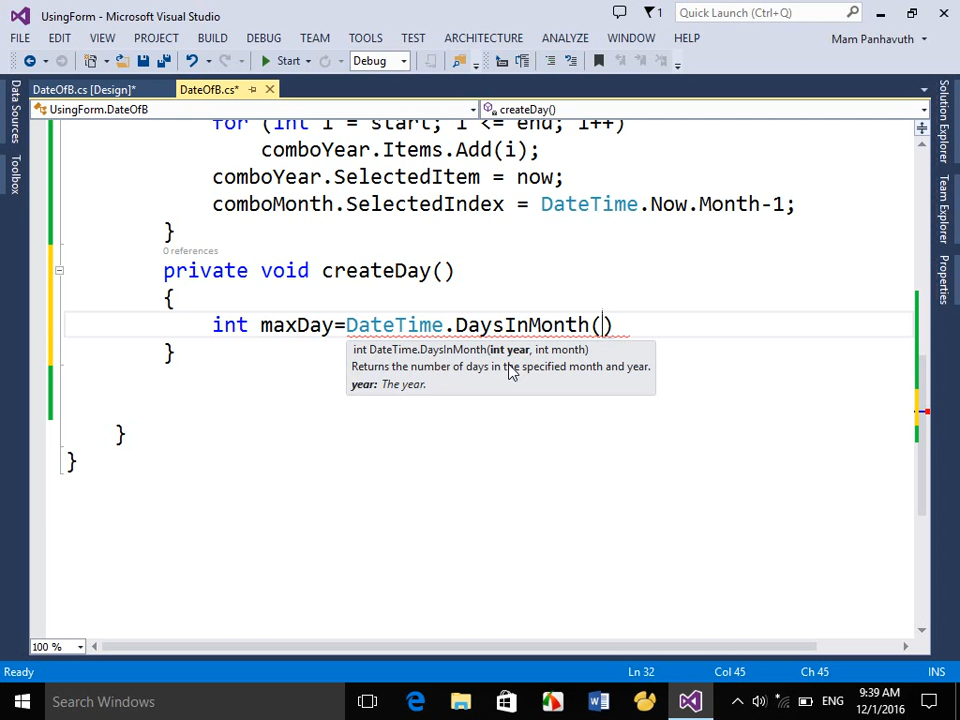 UsingForm - Microsoft Visual Studio
1
Quick Launch (Ctrl+Q)
FILE EDIT VIEW PROJECT BUILD DEBUG TEAM TOOLS TEST ARCHITECTURE ANALYZE WINDOW HELP
Mam Panhavuth
Start Debug
DateOfB.cs [Design]* DateOfB.cs*
UsingForm.DateOfB createDay()
Data Sources
Toolbox
Solution Explorer
Team Explorer
Properties
for (int i = start; i <= end; i++)
comboYear.Items.Add(i);
comboYear.SelectedItem = now;
comboMonth.SelectedIndex = DateTime.Now.Month-1;
}
0 references
private void createDay()
{
int maxDay=DateTime.DaysInMonth()
}
int DateTime.DaysInMonth(int year, int month)
Returns the number of days in the specified month and year.
year: The year.
}
}
100 %
Ready Ln 32 Col 45 Ch 45 INS
Search Windows
ENG
9:39 AM
12/1/2016